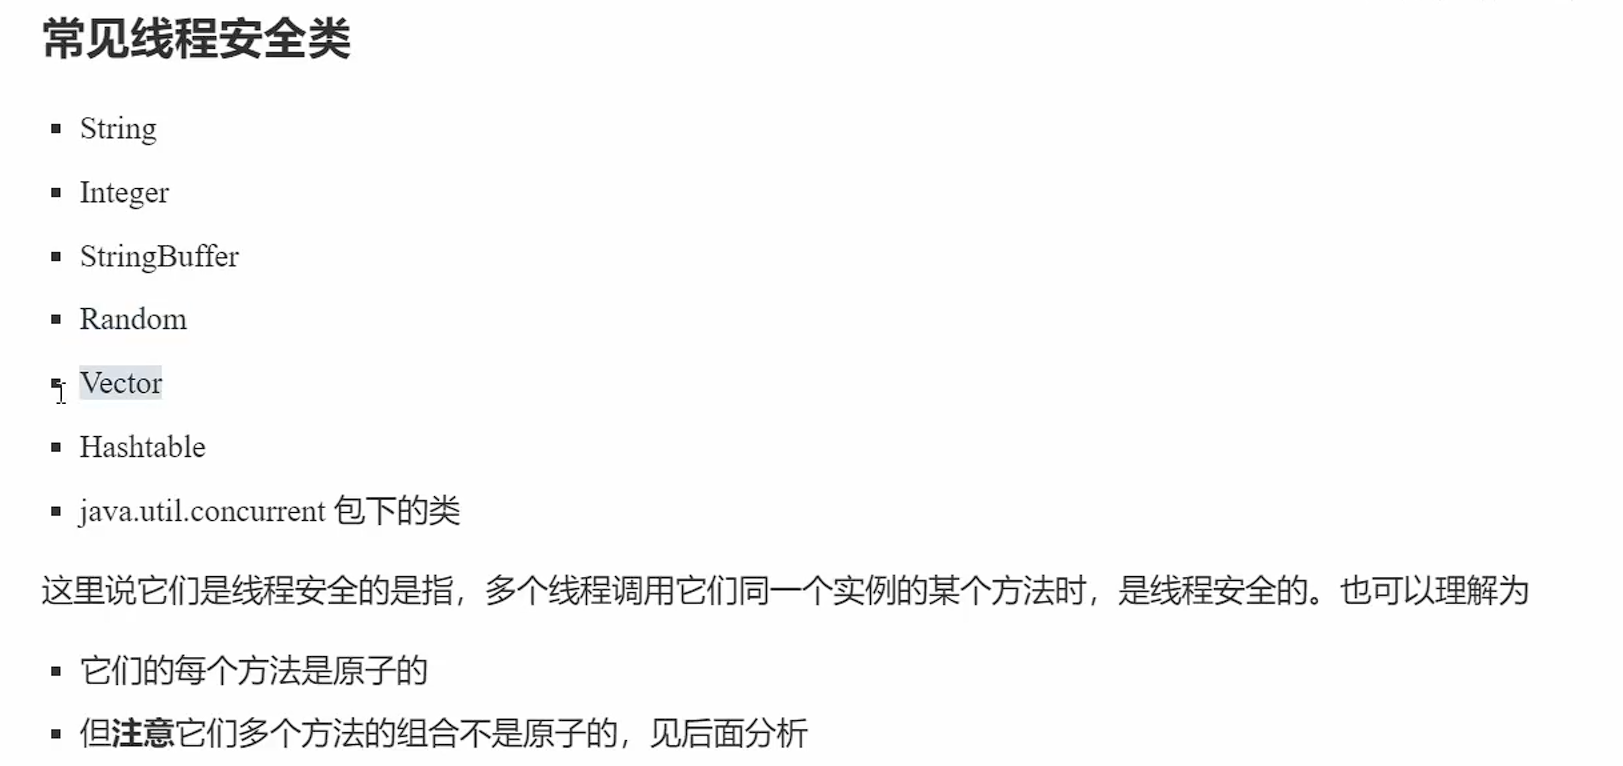 常见线程安全类
String
Integer
StringBuffer
Random
Vector
Hashtable
java.util.concurrent 包下的类
这里说它们是线程安全的是指，多个线程调用它们同一个实例的某个方法时，是线程安全的。也可以理解为
它们的每个方法是原子的
但注意它们多个方法的组合不是原子的，见后面分析